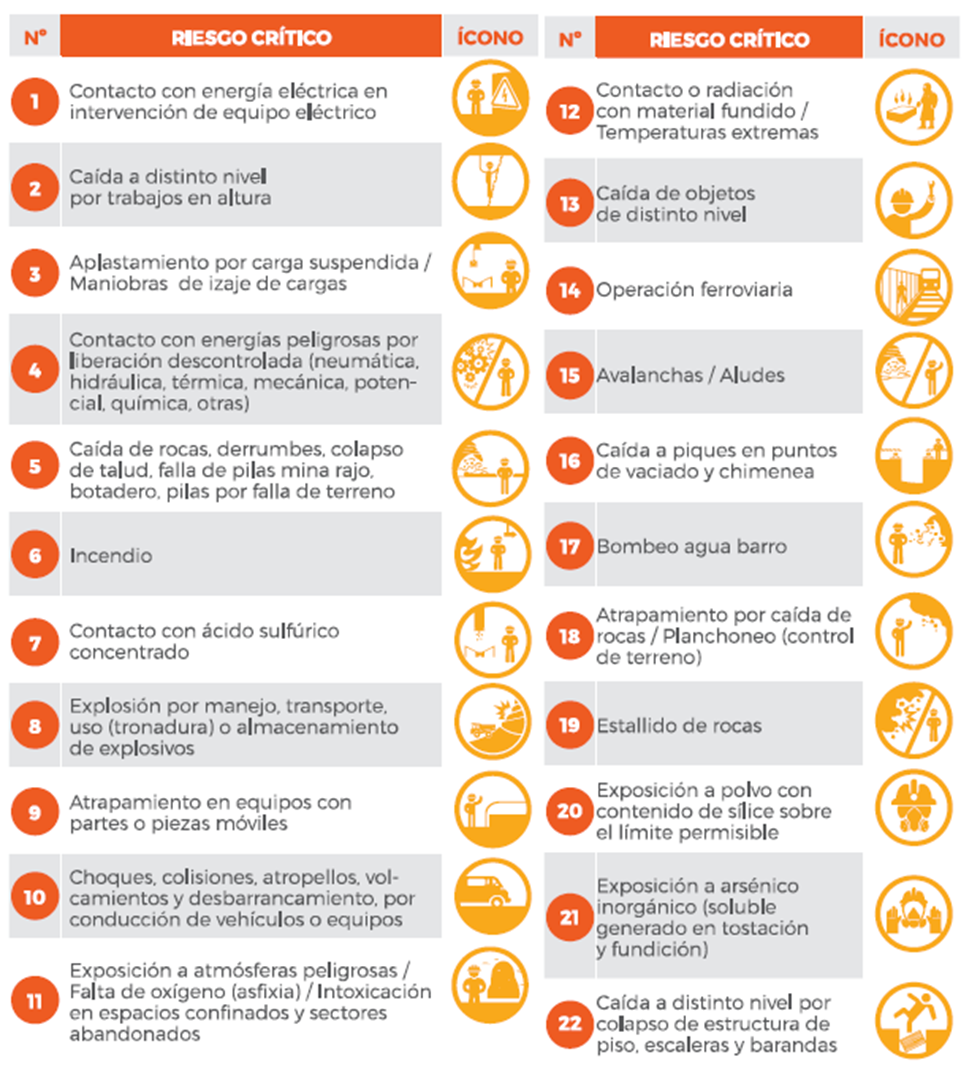 Nº RIESGO CRÍTICO ÍCONO
1
Contacto con energía eléctrica en
intervención de equipo eléctrico
2
Caída a distinto nivel
por trabajos en altura
3
Aplastamiento por carga suspendida /
Maniobras de izaje de cargas
4
Contacto con energías peligrosas por
liberación descontrolada (neumática,
hidráulica, térmica, mecánica, poten-
cial, química, otras)
5
Caída de rocas, derrumbes, colapso
de talud, falla de pilas mina rajo,
botadero, pilas por falla de terreno
6
Incendio
7
Contacto con ácido sulfúrico
concentrado
8
Explosión por manejo, transporte,
uso (tronadura) o almacenamiento
de explosivos
9
Atrapamiento en equipos con
partes o piezas móviles
10
Choques, colisiones, atropellos, vol-
camientos y desbarrancamiento, por
conducción de vehículos o equipos
11
Exposición a atmósferas peligrosas /
Falta de oxígeno (asfixia) / Intoxicación
en espacios confinados y sectores
abandonados
Nº RIESGO CRÍTICO ÍCONO
12
Contacto o radiación
con material fundido /
Temperaturas extremas
13
Caída de objetos
de distinto nivel
14
Operación ferroviaria
15
Avalanchas / Aludes
16
Caída a piques en puntos
de vaciado y chimenea
17
Bombeo agua barro
18
Atrapamiento por caída de
rocas / Planchoneo (control
de terreno)
19
Estallido de rocas
20
Exposición a polvo con
contenido de sílice sobre
el límite permisible
21
Exposición a arsénico
inorgánico (soluble
generado en tostación
y fundición)
22
Caída a distinto nivel por
colapso de estructura de
piso, escaleras y barandas